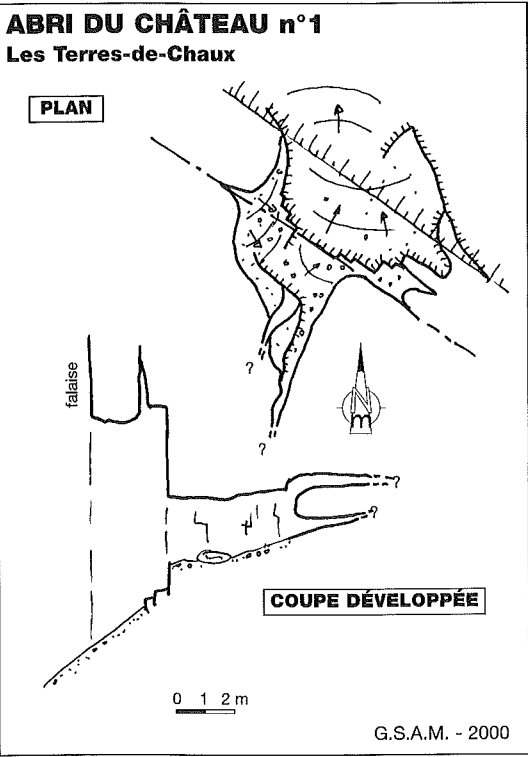 ABRI DU CHÂTEAU n°1
Les Terres-de-Chaux
PLAN
?
?
N
falaise
?
?
COUPE DÉVELOPPÉE
0 1 2 m
G.S.A.M. - 2000